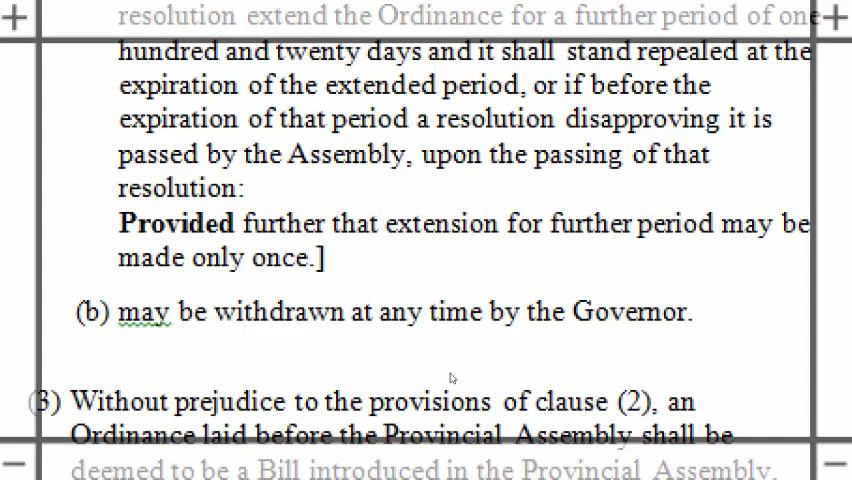 resolution extend the Ordinance for a further period of one
hundred and twenty days and it shall stand repealed at the
expiration of the extended period, or if before the
expiration of that period a resolution disapproving it is
passed by the Assembly, upon the passing of that
resolution:
Provided further that extension for further period may be
made only once.]
(b) may be withdrawn at any time by the Governor.
(3) Without prejudice to the provisions of clause (2), an
Ordinance laid before the Provincial Assembly shall be
deemed to be a Bill introduced in the Provincial Assembly.